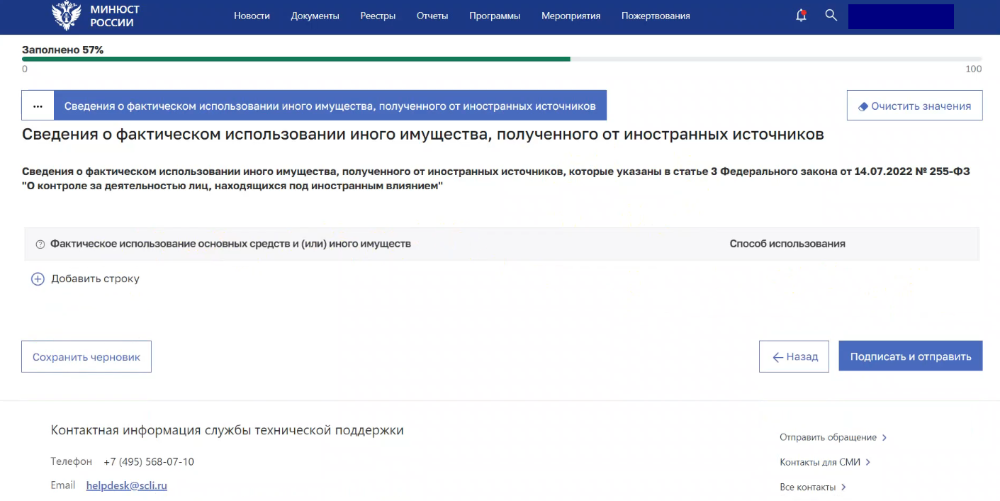 МИНЮСТ
РОССИИ
Новости Документы Реестры Отчеты Программы Мероприятия Пожертвования
Заполнено 57%
0 100
... Сведения о фактическом использовании иного имущества, полученного от иностранных источников Очистить значения
Сведения о фактическом использовании иного имущества, полученного от иностранных источников
Сведения о фактическом использовании иного имущества, полученного от иностранных источников, которые указаны в статье 3 Федерального закона от 14.07.2022 № 255-ФЗ
"О контроле за деятельностью лиц, находящихся под иностранным влиянием"
? Фактическое использование основных средств и (или) иного имуществ Способ использования
Добавить строку
Сохранить черновик Назад Подписать и отправить
Контактная информация службы технической поддержки
Отправить обращение
Телефон +7 (495) 568-07-10
Контакты для СМИ
Email helpdesk@scli.ru
Все контакты